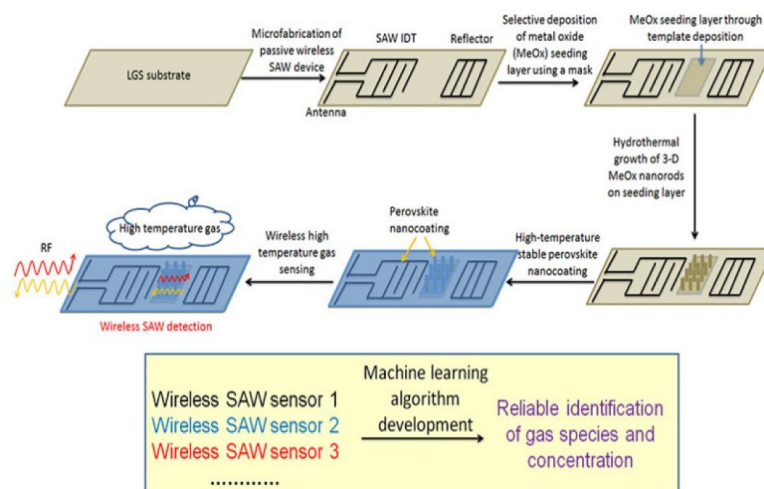 Microfabrication of
passive wireless
SAW device
LGS substrate
SAW IDT
Reflector
Antenna
Selective deposition
of metal oxide
(MeOx) seeding
layer using a mask
MeOx seeding layer through
template deposition
Hydrothermal
growth of 3-D
MeOx nanorods
on seeding layer
High-temperature
stable perovskite
nanocoating
Perovskite
nanocoating
Wireless high
temperature gas
sensing
High temperature gas
RF
Wireless SAW detection
Wireless SAW sensor 1
Wireless SAW sensor 2
Wireless SAW sensor 3
............
Machine learning
algorithm
development
Reliable identification
of gas species and
concentration